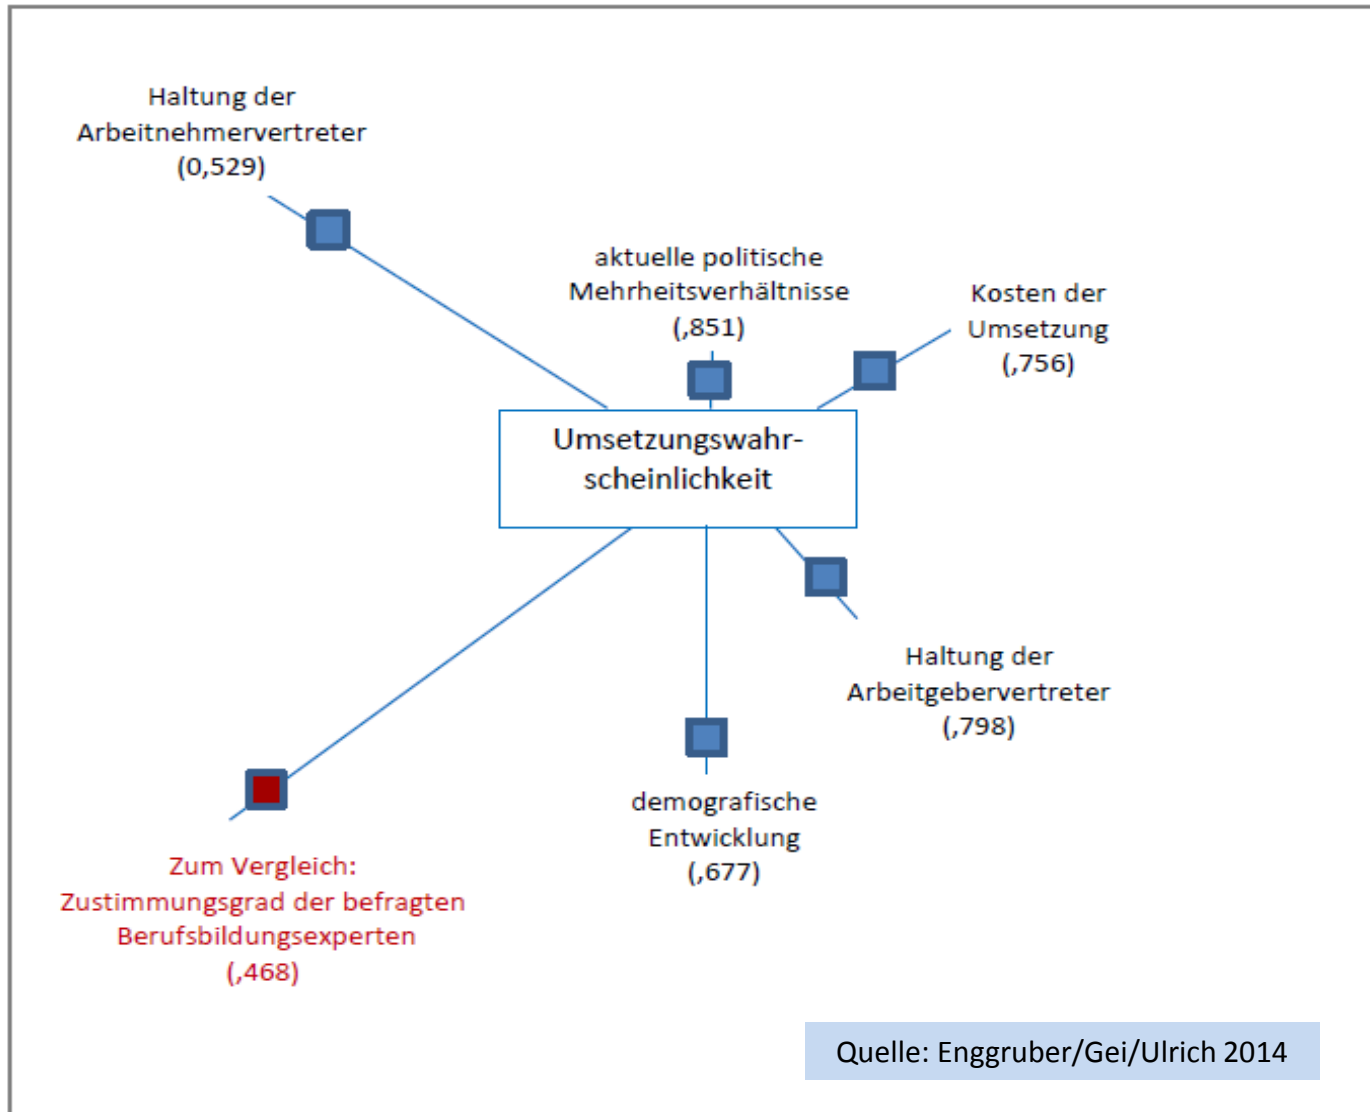 Haltung der
Arbeitnehmervertreter
(0,529)
aktuelle politische
Mehrheitsverhältnisse
(,851)
Kosten der
Umsetzung
(,756)
Umsetzungswahr-
scheinlichkeit
Haltung der
Arbeitgebervertreter
(,798)
demografische
Entwicklung
(,677)
Zum Vergleich:
Zustimmungsgrad der befragten
Berufsbildungsexperten
(,468)
Quelle: Enggruber/Gei/Ulrich 2014